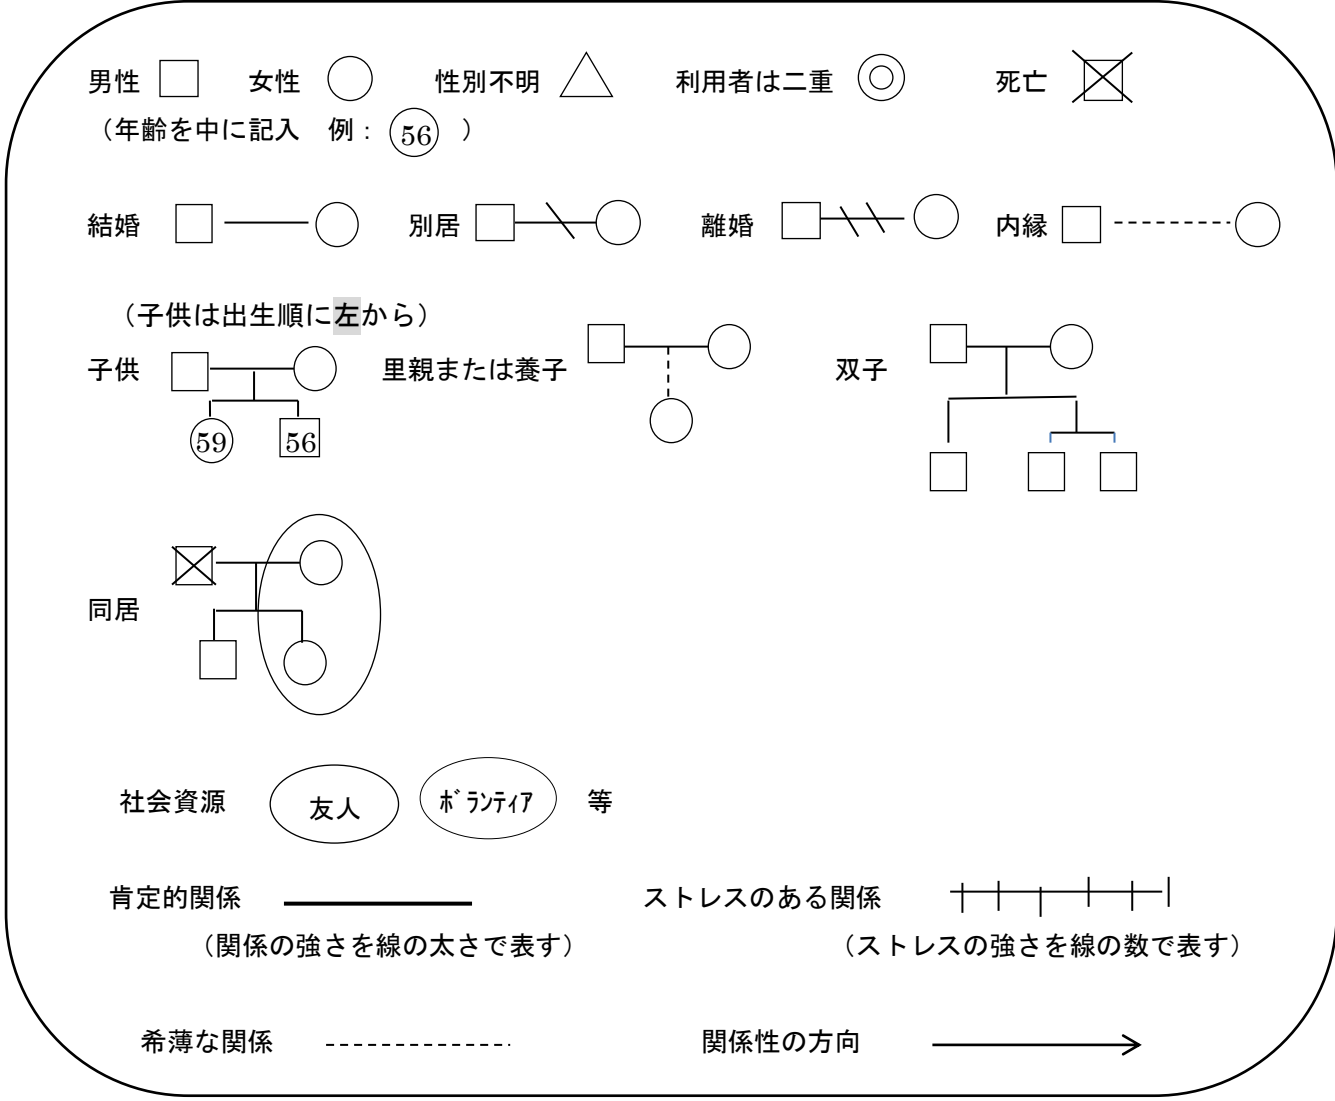 男性 女性 性別不明 利用者は二重 死亡
（年齢を中に記入 例： 56 ）
結婚 別居 離婚 内縁
（子供は出生順に左から）
子供 里親または養子 双子
59 56
同居
社会資源 友人 ﾎﾞﾗﾝﾃｨｱ 等
肯定的関係 ストレスのある関係
（関係の強さを線の太さで表す） （ストレスの強さを線の数で表す）
希薄な関係 関係性の方向